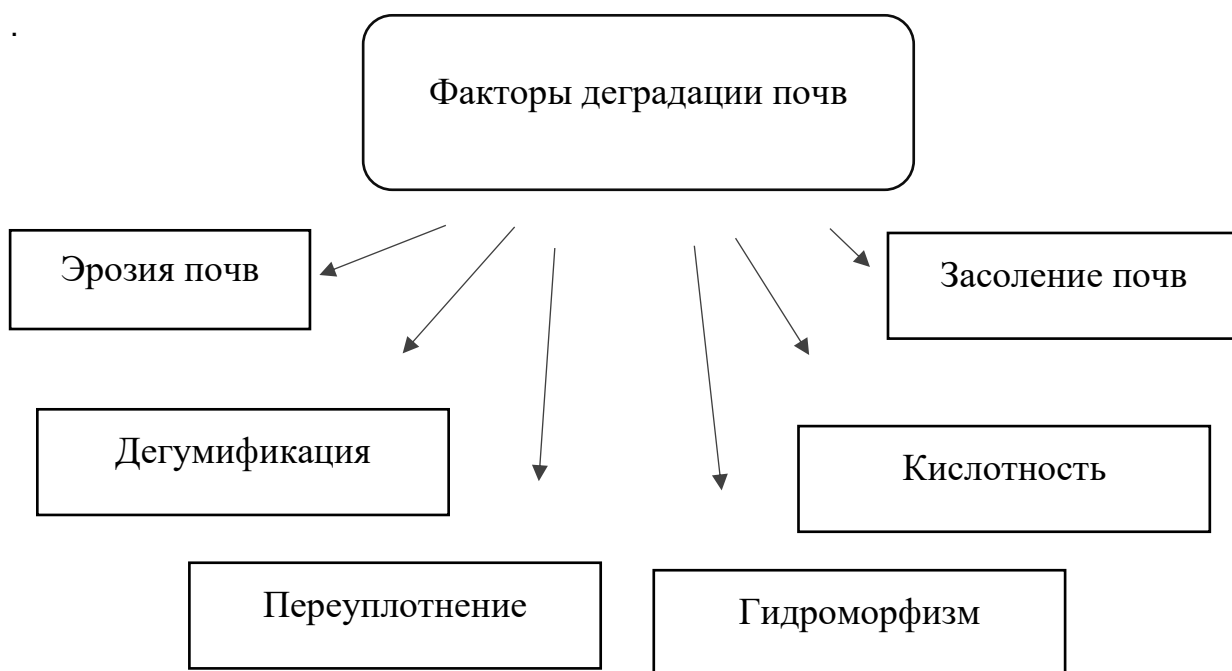 .
Факторы деградации почв
Эрозия почв
Засоление почв
Дегумификация
Кислотность
Переуплотнение
Гидроморфизм